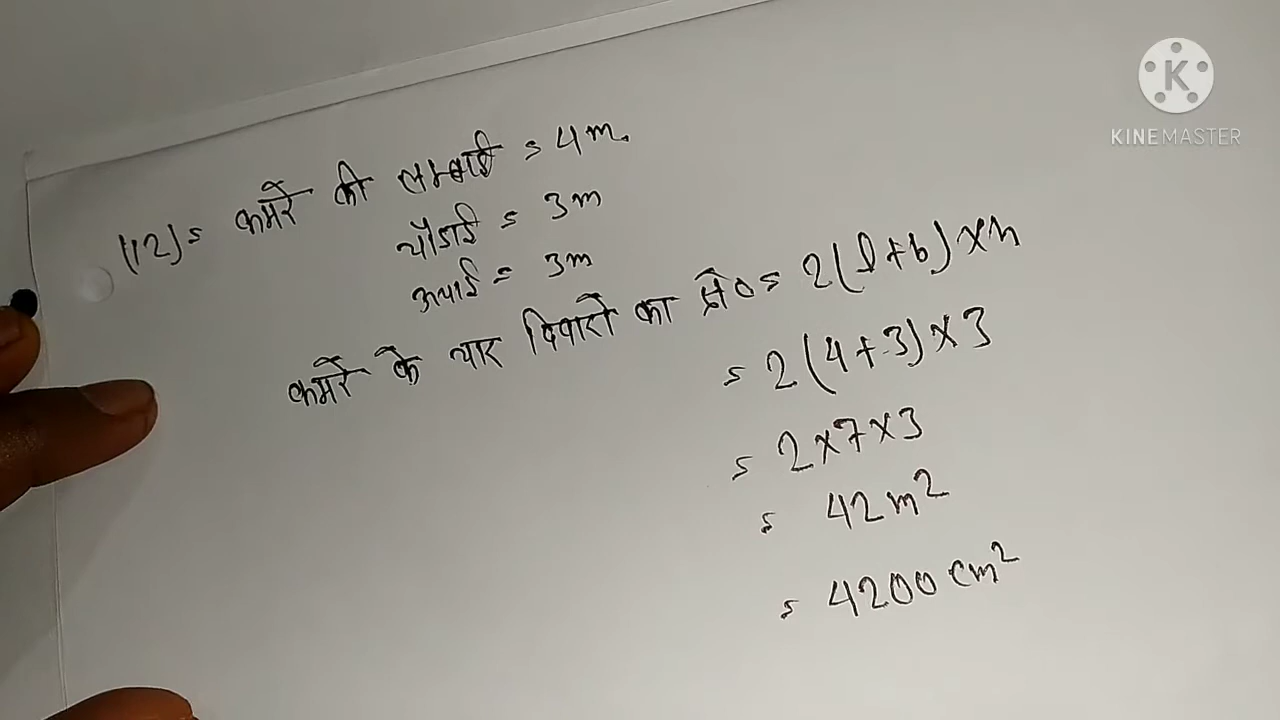 (12)= कमरे की लम्बाई = 4m.
चौडाई = 3m
ऊचाई = 3m
कमरे के चार दिवारो का क्षे० = 2(l+b)×h
= 2(4+3)×3
= 2×7×3
= 42m²
= 4200 cm²
K
KINEMASTER